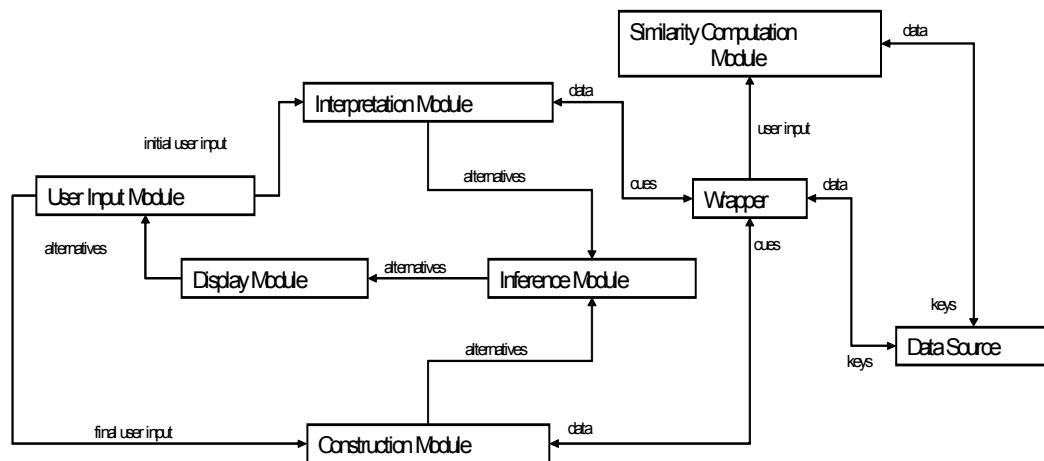 Similarity Computation
Module
data
Interpretation Module
data
user input
initial user input
alternatives
cues
User Input Module
Wrapper
data
alternatives
cues
Display Module
alternatives
Inference Module
keys
alternatives
keys
Data Source
final user input
Construction Module
data